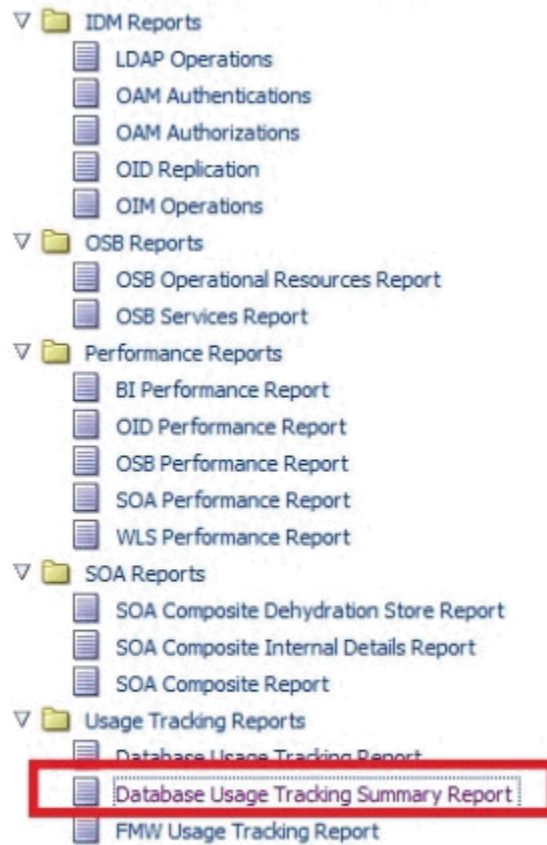 IDM Reports
LDAP Operations
OAM Authentications
OAM Authorizations
OID Replication
OIM Operations
OSB Reports
OSB Operational Resources Report
OSB Services Report
Performance Reports
BI Performance Report
OID Performance Report
OSB Performance Report
SOA Performance Report
WLS Performance Report
SOA Reports
SOA Composite Dehydration Store Report
SOA Composite Internal Details Report
SOA Composite Report
Usage Tracking Reports
Database Usage Tracking Report
Database Usage Tracking Summary Report
FMW Usage Tracking Report